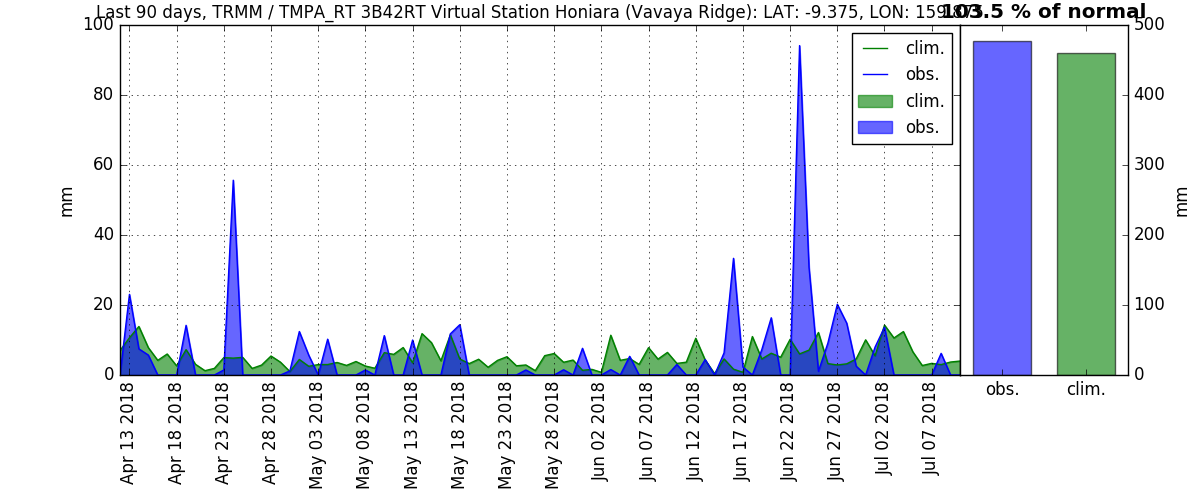 Last 90 days, TRMM / TMPA_RT 3B42RT Virtual Station Honiara (Vavaya Ridge): LAT: -9.375, LON:
103.5 % of normal
100
80
60
40
20
0
mm
clim.
obs.
clim.
obs.
500
400
300
200
100
0
mm
obs.
clim.
Apr 13 2018
Apr 18 2018
Apr 23 2018
Apr 28 2018
May 03 2018
May 08 2018
May 13 2018
May 18 2018
May 23 2018
May 28 2018
Jun 02 2018
Jun 07 2018
Jun 12 2018
Jun 17 2018
Jun 22 2018
Jun 27 2018
Jul 02 2018
Jul 07 2018